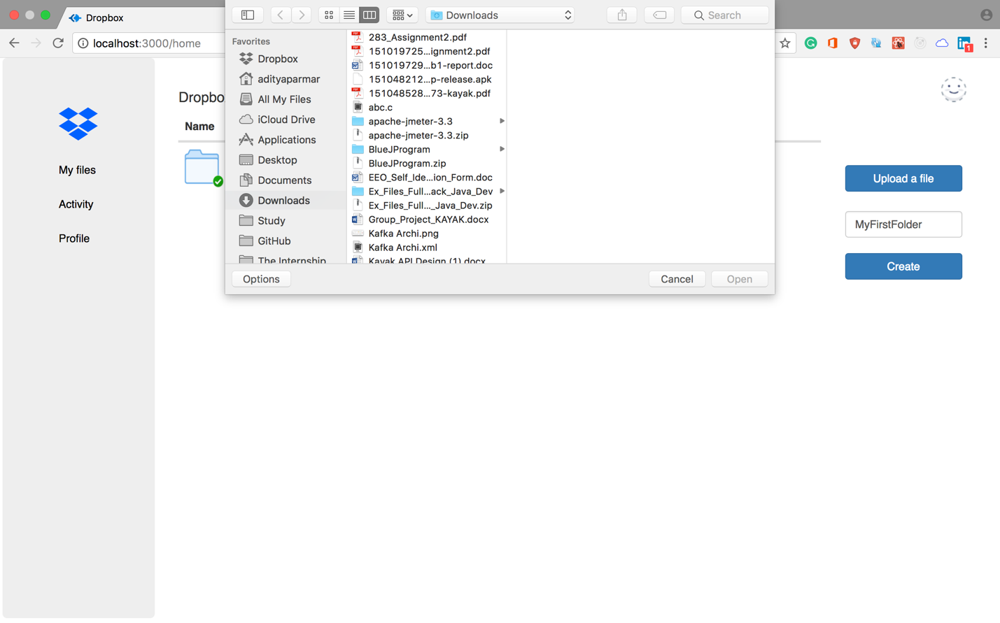 Dropbox
localhost:3000/home
Downloads
Search
1
Favorites
Dropbox
adityaparmar
All My Files
iCloud Drive
Applications
Desktop
Documents
Downloads
Study
GitHub
The Internship
283_Assignment2.pdf
151019725...ignment2.pdf
151019729...b1-report.doc
151048212...p-release.apk
151048528...73-kayak.pdf
abc.c
apache-jmeter-3.3
apache-jmeter-3.3.zip
BlueJProgram
BlueJProgram.zip
EEO_Self_Ide...ion_Form.doc
Ex_Files_Full...ack_Java_Dev
Ex_Files_Full..._Java_Dev.zip
Group_Project_KAYAK.docx
Kafka Archi.png
Kafka Archi.xml
Kayak API Design (1).docx
Options
Cancel
Open
My files
Activity
Profile
Dropbo
Name
Upload a file
MyFirstFolder
Create